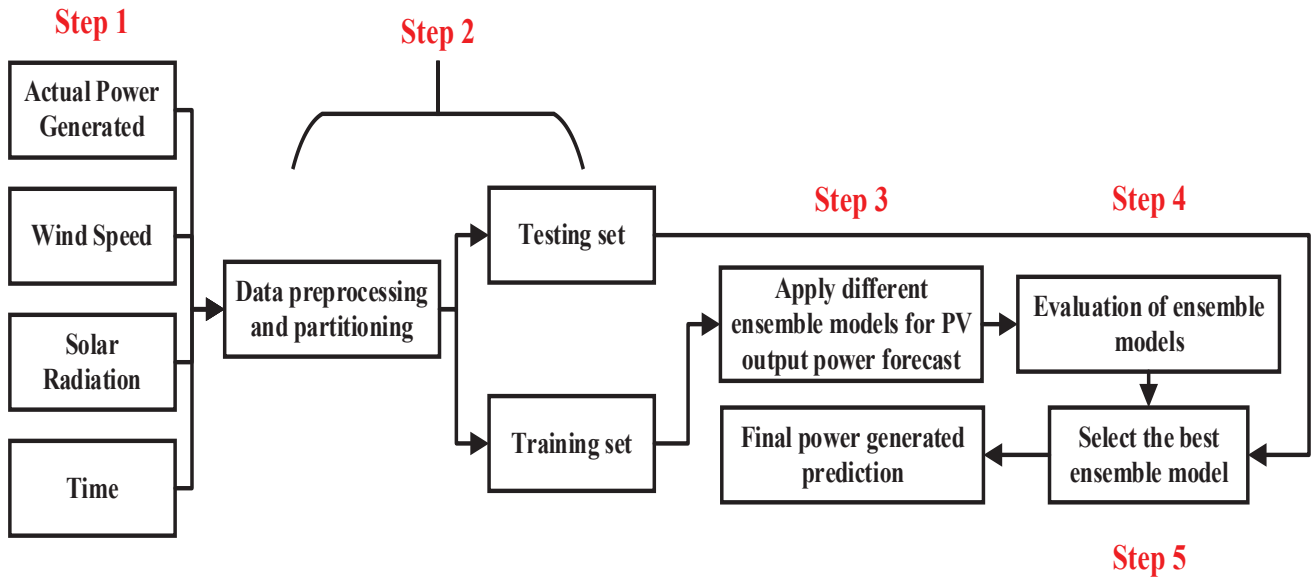 Step 1
Actual Power
Generated
Wind Speed
Solar
Radiation
Time
Step 2
Data preprocessing
and partitioning
Testing set
Training set
Step 3
Apply different
ensemble models for PV
output power forecast
Step 4
Evaluation of ensemble
models
Select the best
ensemble model
Final power generated
prediction
Step 5